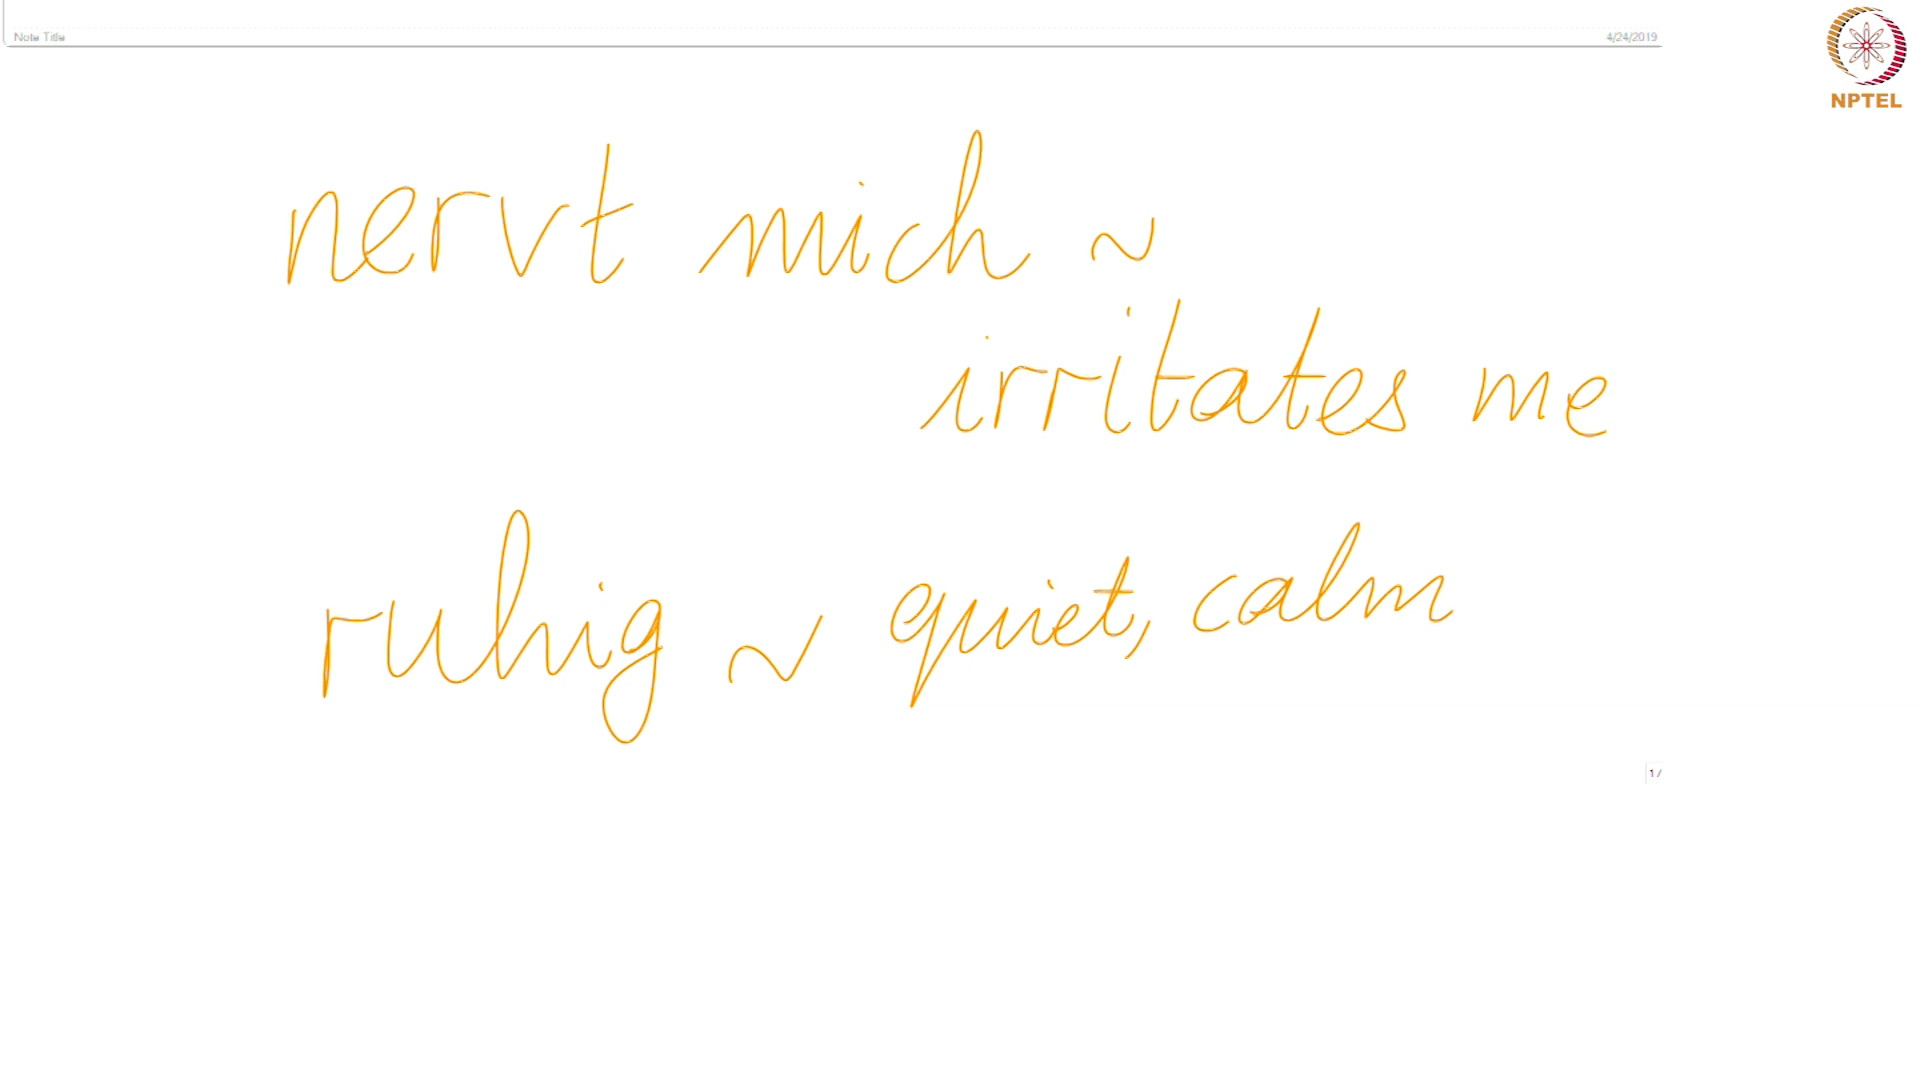 Note Title
4/24/2019
NPTEL
nervt mich ~
irritates me
ruhig ~ quiet, calm
1 /